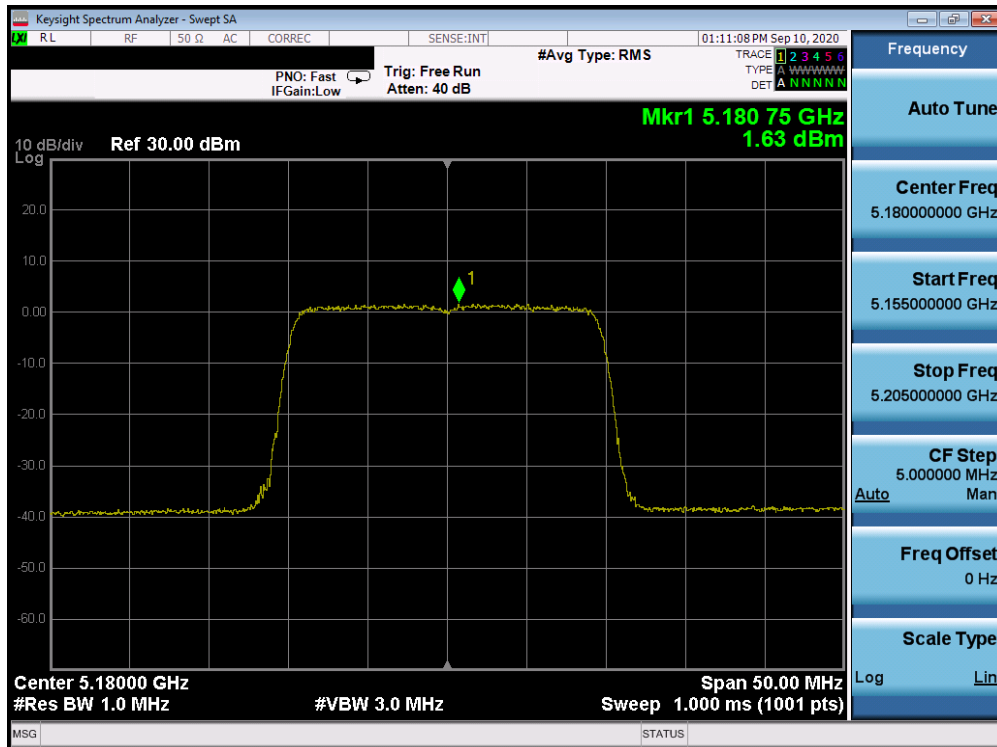 Keysight Spectrum Analyzer - Swept SA
LXI RL RF 50 Ω AC CORREC SENSE:INT 01:11:08 PM Sep 10, 2020
PNO: Fast
IFGain:Low
Trig: Free Run
Atten: 40 dB
#Avg Type: RMS
TRACE 1 2 3 4 5 6
TYPE A WWWWW
DET A N N N N N
Mkr1 5.180 75 GHz
1.63 dBm
10 dB/div
Log
Ref 30.00 dBm
1
20.0
10.0
0.00
-10.0
-20.0
-30.0
-40.0
-50.0
-60.0
Center 5.18000 GHz
Span 50.00 MHz
#Res BW 1.0 MHz
#VBW 3.0 MHz
Sweep 1.000 ms (1001 pts)
MSG
STATUS
Frequency
Auto Tune
Center Freq
5.180000000 GHz
Start Freq
5.155000000 GHz
Stop Freq
5.205000000 GHz
CF Step
5.000000 MHz
Auto Man
Freq Offset
0 Hz
Scale Type
Log Lin